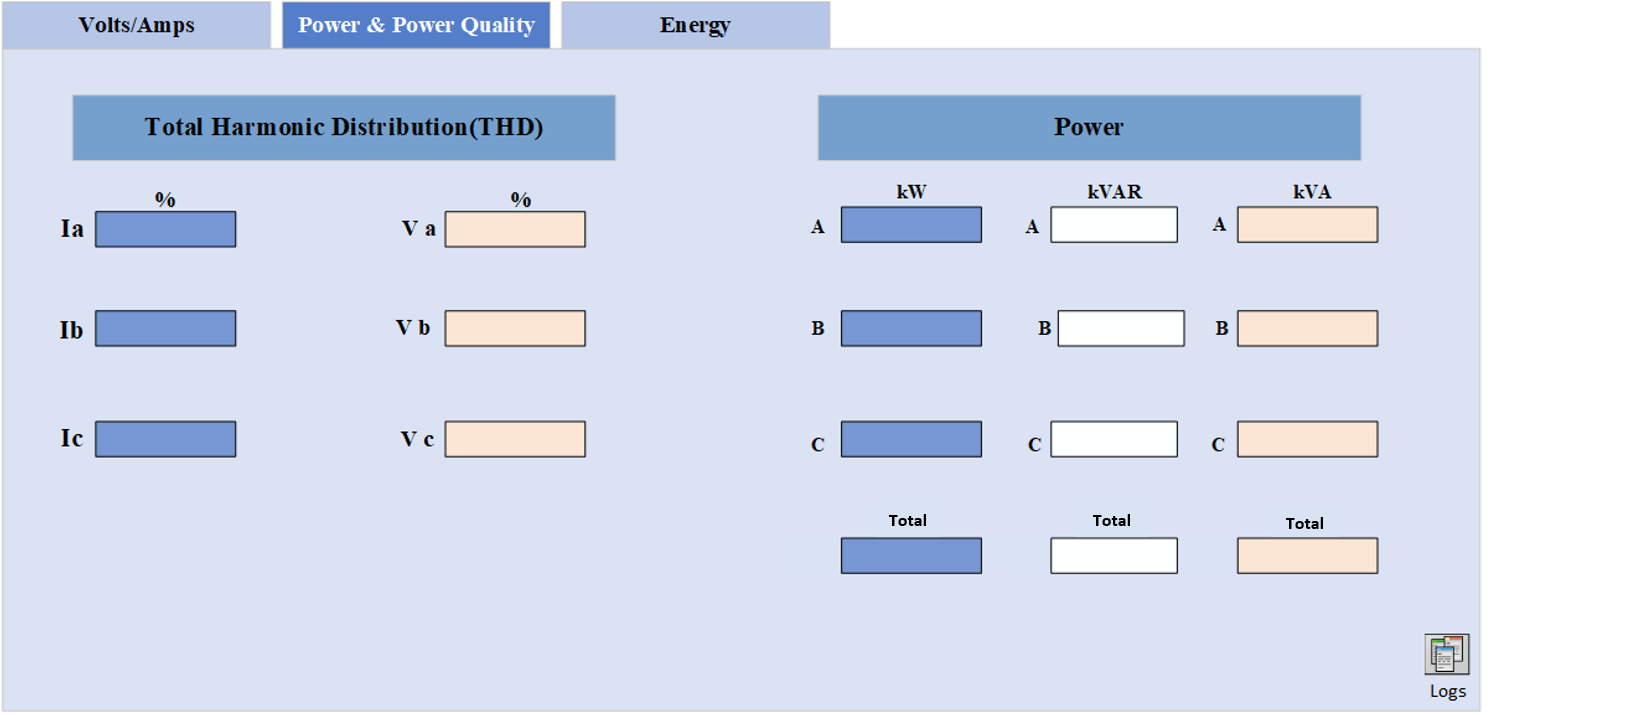 Volts/Amps
Power & Power Quality
Energy
Total Harmonic Distribution(THD)
Power
%
%
kW
kVAR
kVA
Ia
V a
A
A
A
Ib
V b
B
B
B
Ic
V c
C
C
C
Total
Total
Total
Logs